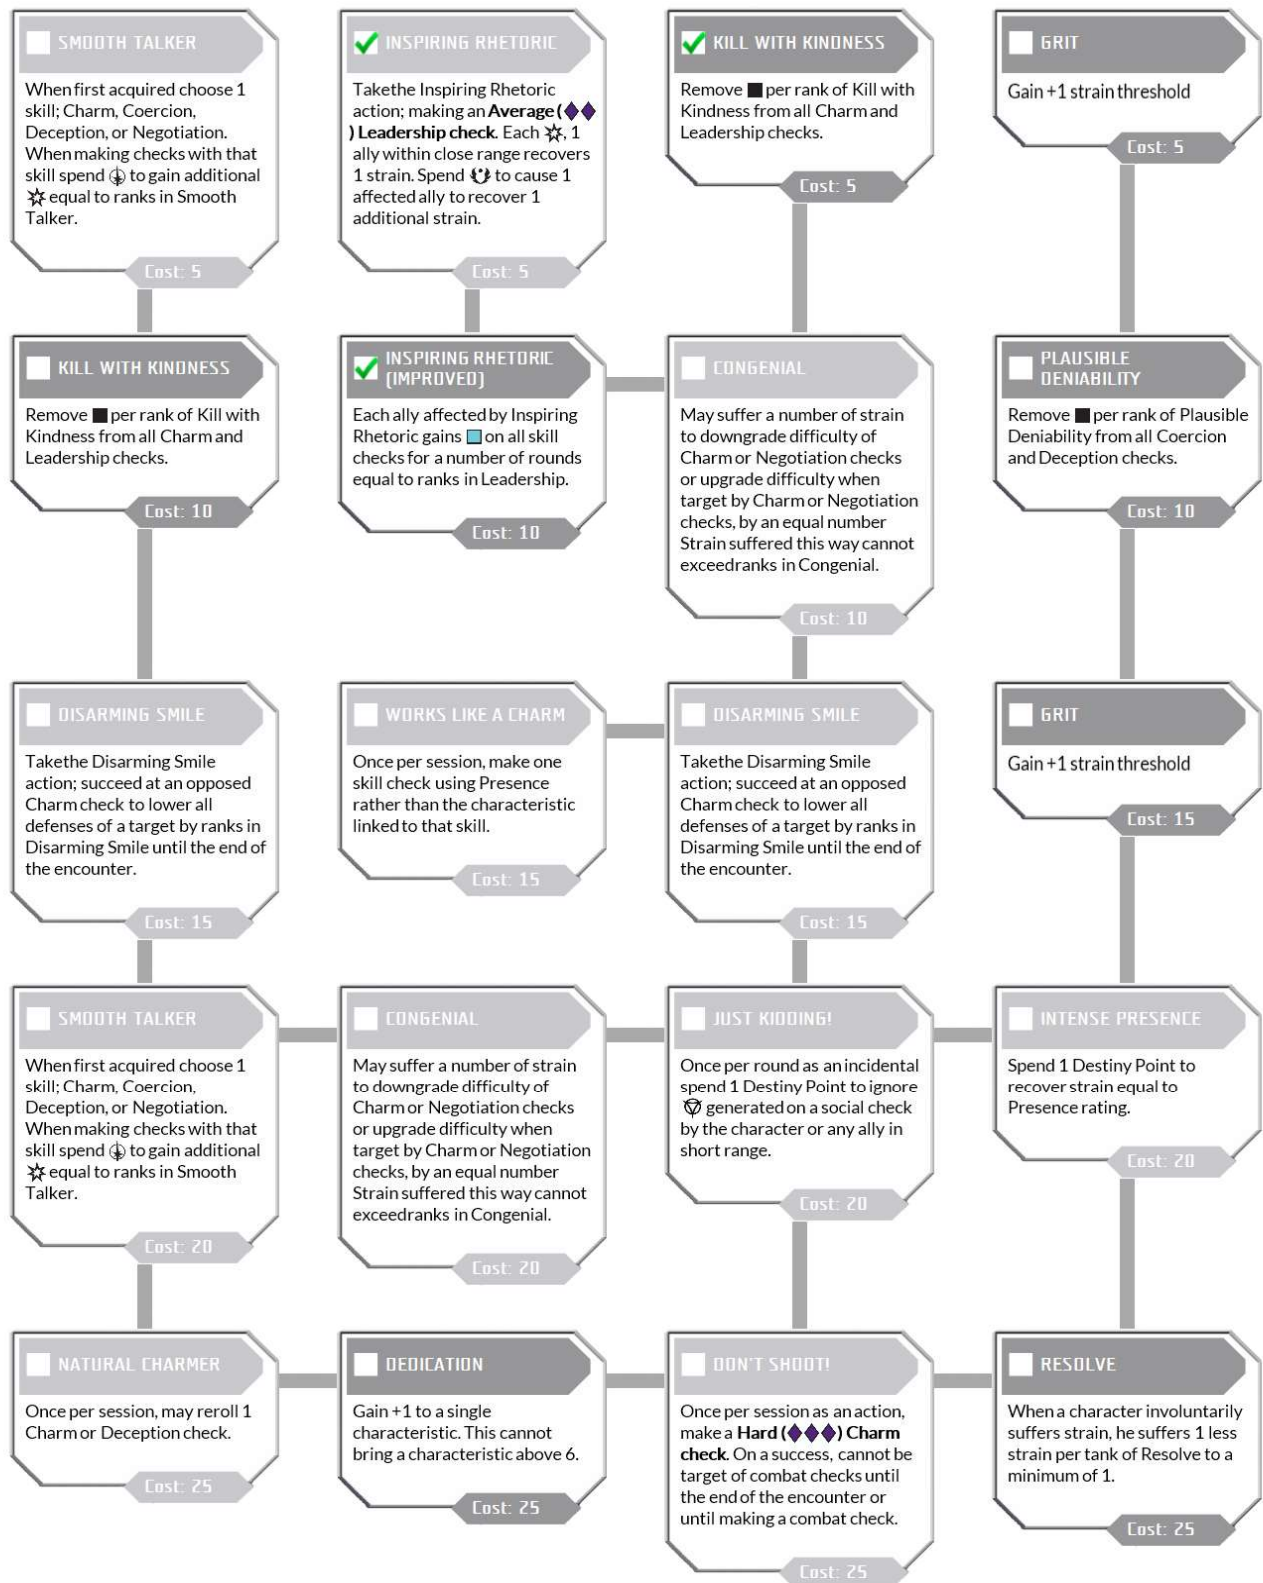 SMOOTH TALKER
When first acquired choose 1
skill; Charm, Coercion,
Deception, or Negotiation.
When making checks with that
skill spend to gain additional
equal to ranks in Smooth
Talker.
Cost: 5
INSPIRING RHETORIC
Takethe Inspiring Rhetoric
action; making an Average (
) Leadership check. Each , 1
ally within close range recovers
1 strain. Spend to cause 1
affected ally to recover 1
additional strain.
Cost: 5
KILL WITH KINDNESS
Remove per rank of Kill with
Kindness from all Charm and
Leadership checks.
Cost: 5
GRIT
Gain +1 strain threshold
Cost: 5
KILL WITH KINDNESS
Remove per rank of Kill with
Kindness from all Charm and
Leadership checks.
Cost: 10
INSPIRING RHETORIC
(IMPROVED)
Each ally affected by Inspiring
Rhetoric gains on all skill
checks for a number of rounds
equal to ranks in Leadership.
Cost: 10
CONGENIAL
May suffer a number of strain
to downgrade difficulty of
Charm or Negotiation checks
or upgrade difficulty when
target by Charm or Negotiation
checks, by an equal number
Strain suffered this way cannot
exceedranks in Congenial.
Cost: 10
PLAUSIBLE
DENIABILITY
Remove per rank of Plausible
Deniability from all Coercion
and Deception checks.
Cost: 10
DISARMING SMILE
Takethe Disarming Smile
action; succeed at an opposed
Charm check to lower all
defenses of a target by ranks in
Disarming Smile until the end of
the encounter.
Cost: 15
WORKS LIKE A CHARM
Once per session, make one
skill check using Presence
rather than the characteristic
linked to that skill.
Cost: 15
DISARMING SMILE
Takethe Disarming Smile
action; succeed at an opposed
Charm check to lower all
defenses of a target by ranks in
Disarming Smile until the end of
the encounter.
Cost: 15
GRIT
Gain +1 strain threshold
Cost: 15
SMOOTH TALKER
When first acquired choose 1
skill; Charm, Coercion,
Deception, or Negotiation.
When making checks with that
skill spend to gain additional
equal to ranks in Smooth
Talker.
Cost: 20
CONGENIAL
May suffer a number of strain
to downgrade difficulty of
Charm or Negotiation checks
or upgrade difficulty when
target by Charm or Negotiation
checks, by an equal number
Strain suffered this way cannot
exceedranks in Congenial.
Cost: 20
JUST KIDDING!
Once per round as an incidental
spend 1 Destiny Point to ignore
generated on a social check
by the character or any ally in
short range.
Cost: 20
INTENSE PRESENCE
Spend 1 Destiny Point to
recover strain equal to
Presence rating.
Cost: 20
NATURAL CHARMER
Once per session, may reroll 1
Charm or Deception check.
Cost: 25
DEDICATION
Gain +1 to a single
characteristic. This cannot
bring a characteristic above 6.
Cost: 25
DON'T SHOOT!
Once per session as an action,
make a Hard (◆◆◆) Charm
check. On a success, cannot be
target of combat checks until
the end of the encounter or
until making a combat check.
Cost: 25
RESOLVE
When a character involuntarily
suffers strain, he suffers 1 less
strain per tank of Resolve to a
minimum of 1.
Cost: 25